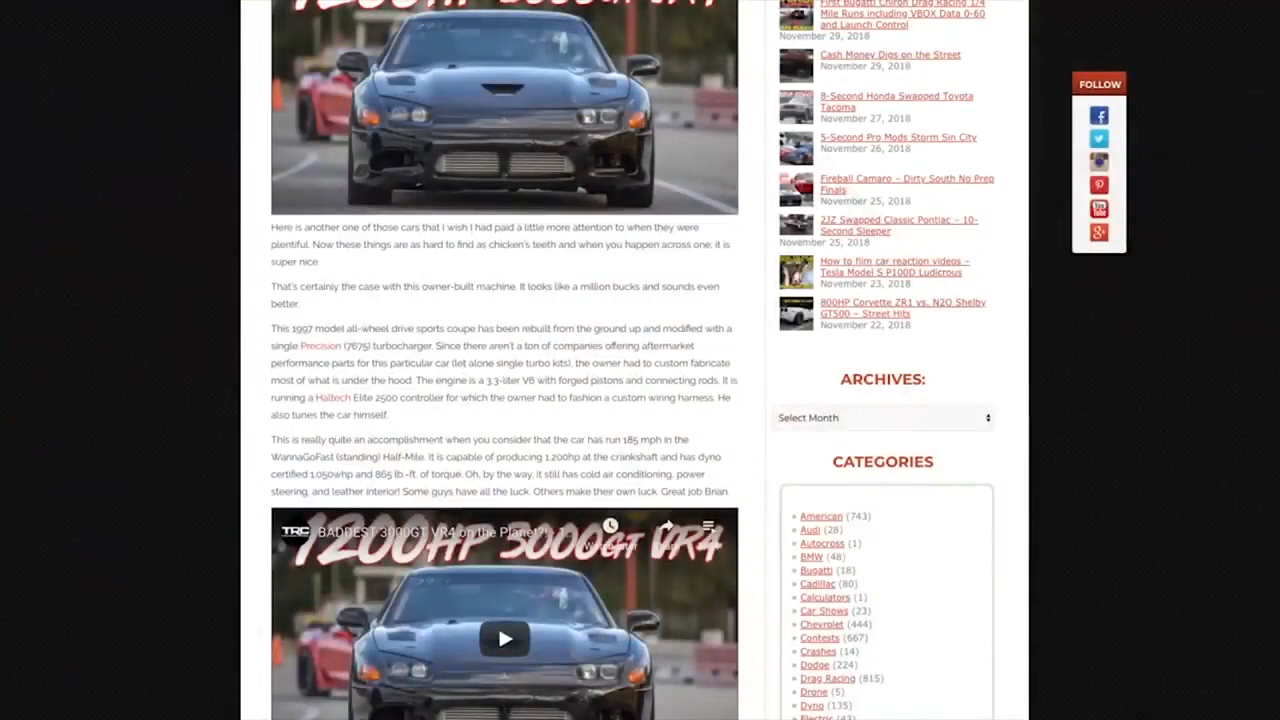 1200HP 3000GT VR4
Here is another one of those cars that I wish I had paid a little more attention to when they were
plentiful. Now these things are as hard to find as chicken's teeth and when you happen across one; it is
super nice.
That's certainly the case with this owner-built machine. It looks like a million bucks and sounds even
better.
This 1997 model all-wheel drive sports coupe has been rebuilt from the ground up and modified with a
single Precision (7675) turbocharger. Since there aren't a ton of companies offering aftermarket
performance parts for this particular car (let alone single turbo kits), the owner had to custom fabricate
most of what is under the hood. The engine is a 3.3-liter V6 with forged pistons and connecting rods. It is
running a Haltech Elite 2500 controller for which the owner had to fashion a custom wiring harness. He
also tunes the car himself.
This is really quite an accomplishment when you consider that the car has run 185 mph in the
WannaGoFast (standing) Half-Mile. It is capable of producing 1,200hp at the crankshaft and has dyno
certified 1,050whp and 865 lb.-ft. of torque. Oh, by the way, it still has cold air conditioning, power
steering, and leather interior! Some guys have all the luck. Others make their own luck. Great job Brian.
TRC BADDEST 3000GT VR4 on the Planet?! - 1...
1200HP 3000GT VR4
First Bugatti Chiron Drag Racing 1/4
Mile Runs including VBOX Data 0-60
and Launch Control
November 29, 2018
Cash Money Digs on the Street
November 29, 2018
8-Second Honda Swapped Toyota
Tacoma
November 27, 2018
5-Second Pro Mods Storm Sin City
November 26, 2018
Fireball Camaro – Dirty South No Prep
Finals
November 25, 2018
2JZ Swapped Classic Pontiac – 10-
Second Sleeper
November 25, 2018
How to film car reaction videos –
Tesla Model S P100D Ludicrous
November 23, 2018
800HP Corvette ZR1 vs. N2O Shelby
GT500 – Street Hits
November 22, 2018
ARCHIVES:
Select Month
CATEGORIES
» American (743)
» Audi (28)
» Autocross (1)
» BMW (48)
» Bugatti (18)
» Cadillac (80)
» Calculators (1)
» Car Shows (23)
» Chevrolet (444)
» Contests (667)
» Crashes (14)
» Dodge (224)
» Drag Racing (815)
» Drone (5)
» Dyno (135)
» Electric (43)
FOLLOW